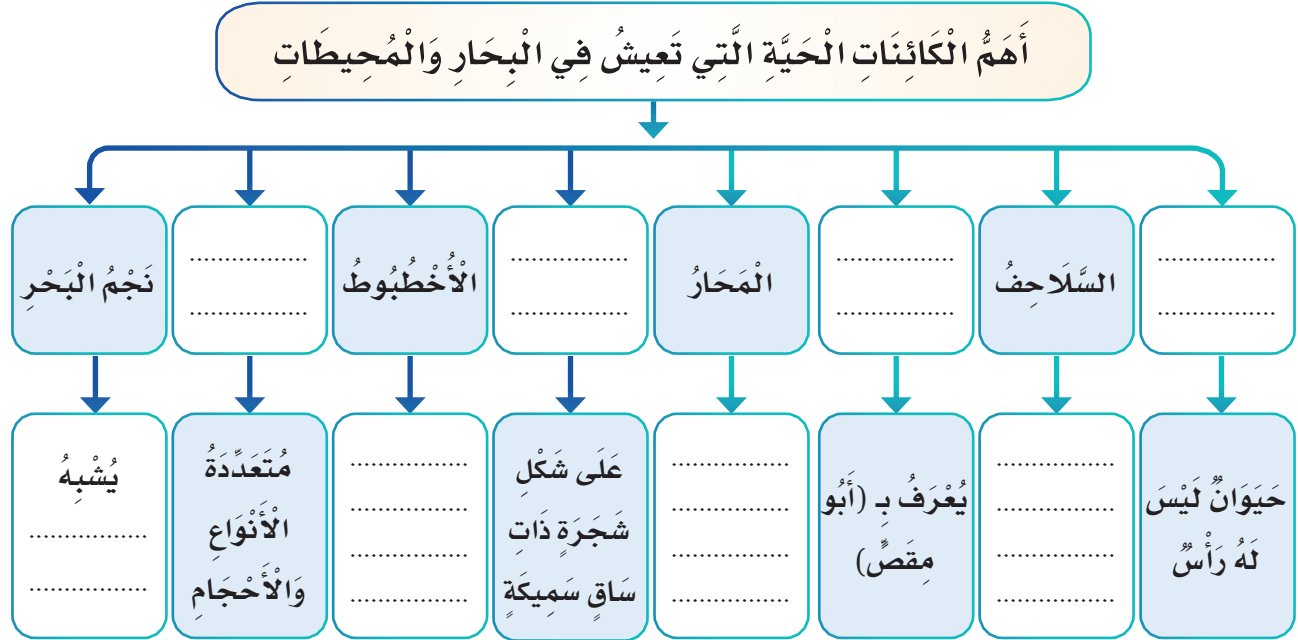 أَهَمُّ الْكَائِنَاتِ الْحَيَّةِ الَّتِي تَعِيشُ فِي الْبِحَارِ وَالْمُحِيطَاتِ
..................
..................
السَّلَاحِفُ
..................
..................
الْمَحَارُ
..................
..................
الْأُخْطُبُوطُ
..................
..................
نَجْمُ الْبَحْرِ
حَيَوَانٌ لَيْسَ
لَهُ رَأْسٌ
..................
..................
..................
..................
يُعْرَفُ بِـ (أَبُو
مِقَصٍّ)
..................
..................
..................
..................
عَلَى شَكْلِ
شَجَرَةٍ ذَاتِ
سَاقٍ سَمِيكَةٍ
..................
..................
..................
..................
مُتَعَدِّدَةُ
الْأَنْوَاعِ
وَالْأَحْجَامِ
يُشْبِهُ
..................
..................